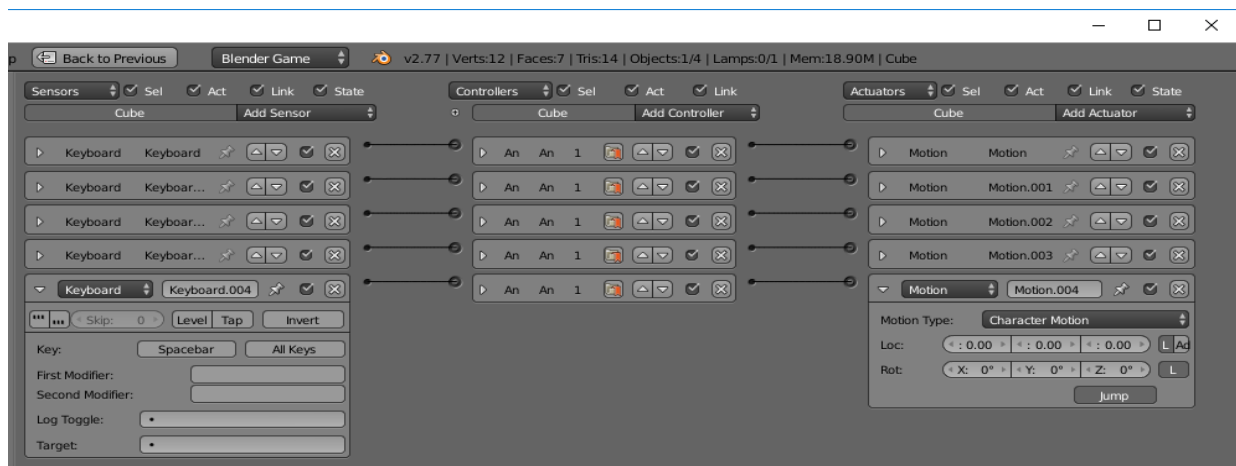 p Back to Previous Blender Game v2.77 | Verts:12 | Faces:7 | Tris:14 | Objects:1/4 | Lamps:0/1 | Mem:18.90M | Cube
Sensors Sel Act Link State Controllers Sel Act Link Actuators Sel Act Link State
Cube Add Sensor Cube Add Controller Cube Add Actuator
Keyboard Keyboard An An 1 Motion Motion
Keyboard Keyboar... An An 1 Motion Motion.001
Keyboard Keyboar... An An 1 Motion Motion.002
Keyboard Keyboar... An An 1 Motion Motion.003
Keyboard Keyboard.004 An An 1 Motion Motion.004
Skip: 0 Level Tap Invert Motion Type: Character Motion
Key: Spacebar All Keys Loc: : 0.00 : 0.00 : 0.00 L Ad
First Modifier: Rot: X: 0° Y: 0° Z: 0° L
Second Modifier: Jump
Log Toggle:
Target: